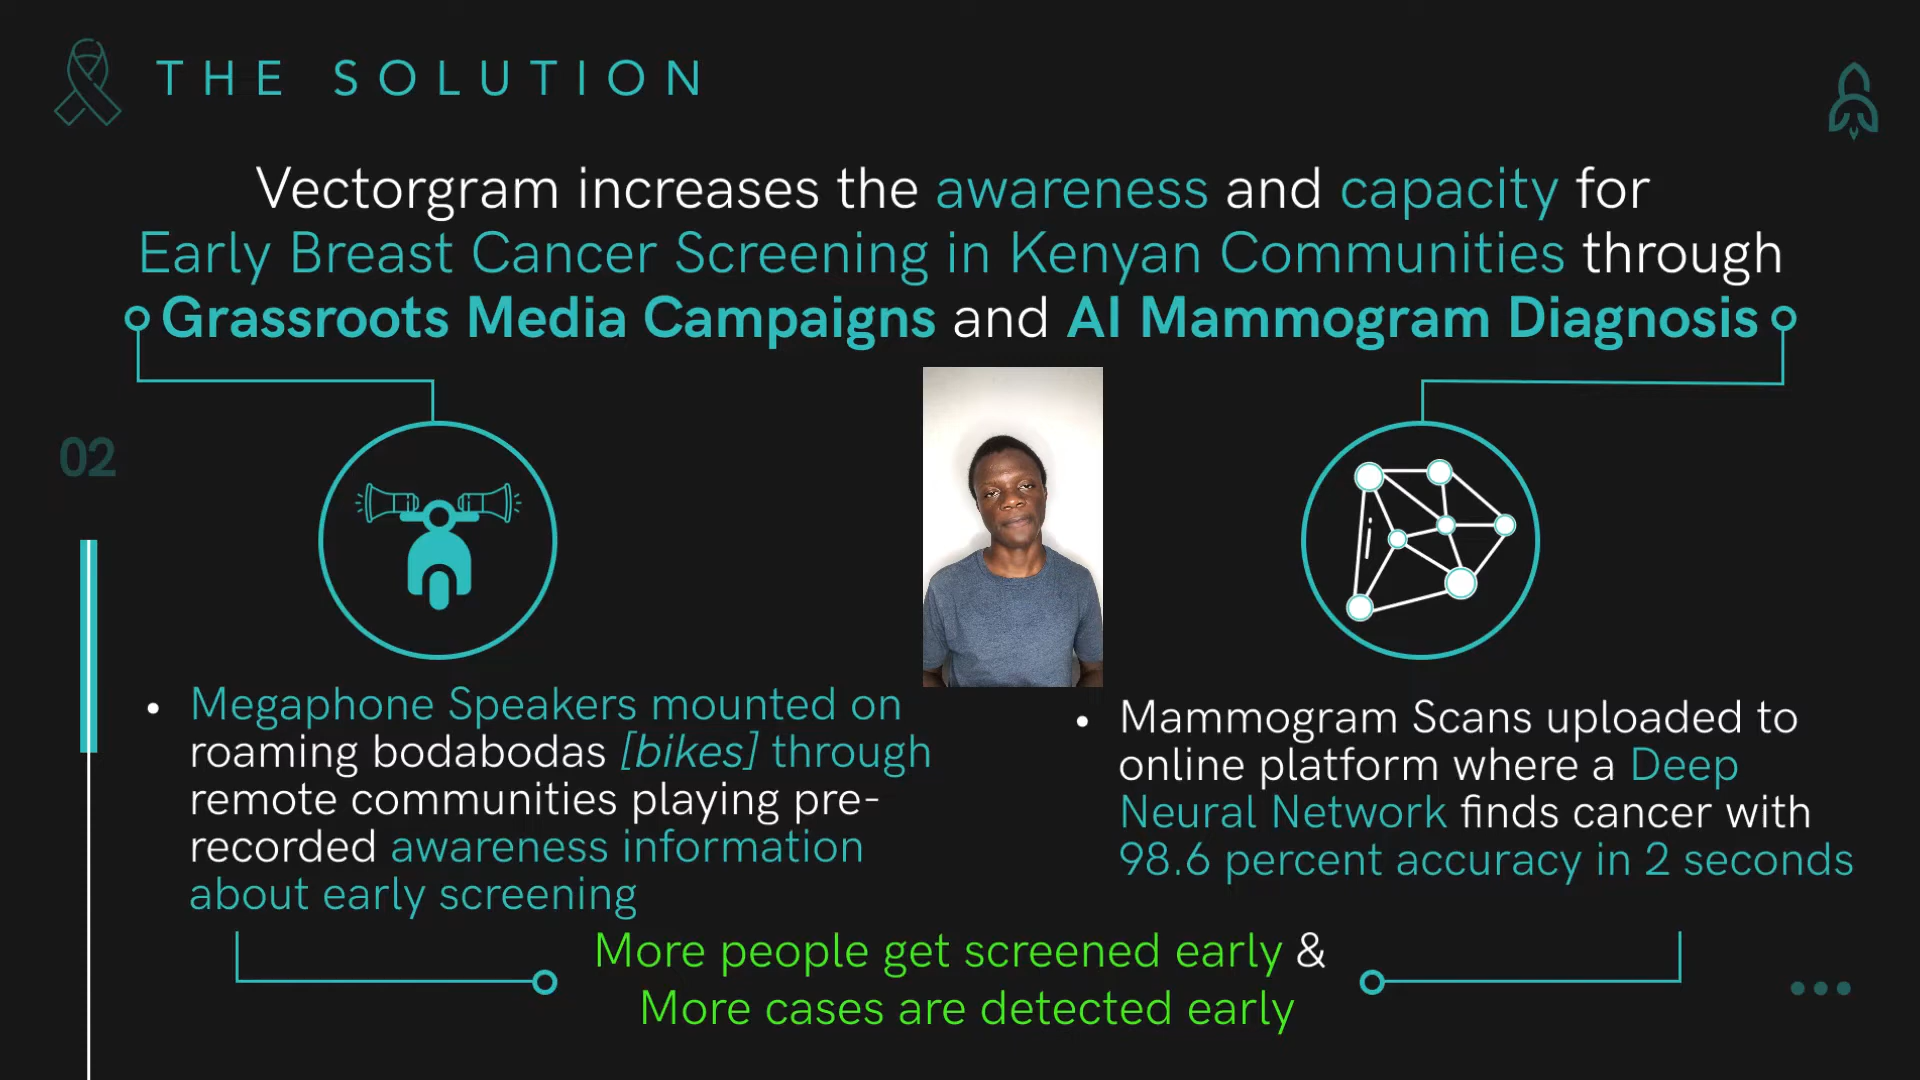 THE SOLUTION
Vectorgram increases the awareness and capacity for
Early Breast Cancer Screening in Kenyan Communities through
Grassroots Media Campaigns and AI Mammogram Diagnosis
02
• Megaphone Speakers mounted on
roaming bodabodas [bikes] through
remote communities playing pre-
recorded awareness information
about early screening
• Mammogram Scans uploaded to
online platform where a Deep
Neural Network finds cancer with
98.6 percent accuracy in 2 seconds
More people get screened early &
More cases are detected early